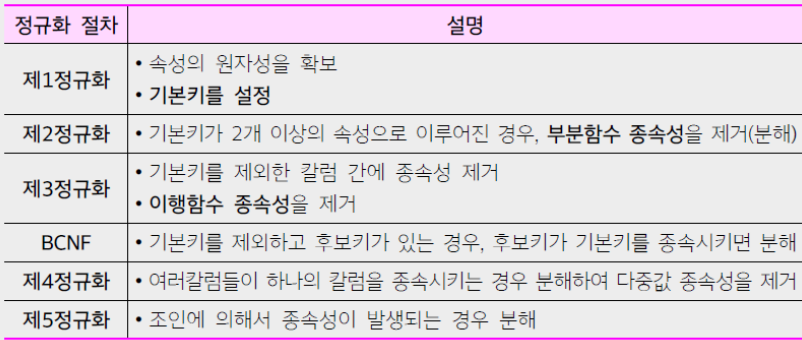 정규화 절차 설명
제1정규화
• 속성의 원자성을 확보
• 기본키를 설정
제2정규화 • 기본키가 2개 이상의 속성으로 이루어진 경우, 부분함수 종속성을 제거(분해)
제3정규화
• 기본키를 제외한 칼럼 간에 종속성 제거
• 이행함수 종속성을 제거
BCNF • 기본키를 제외하고 후보키가 있는 경우, 후보키가 기본키를 종속시키면 분해
제4정규화 • 여러칼럼들이 하나의 칼럼을 종속시키는 경우 분해하여 다중값 종속성을 제거
제5정규화 • 조인에 의해서 종속성이 발생되는 경우 분해